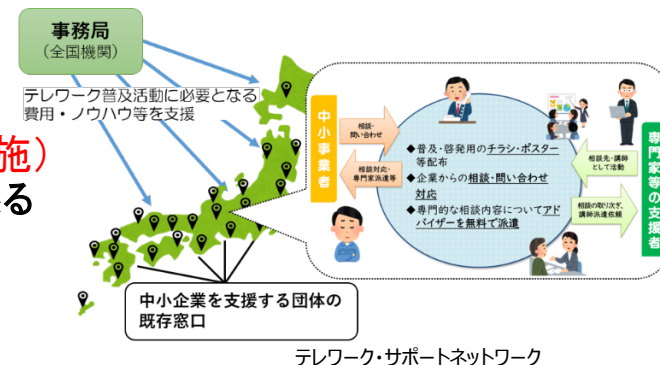 事務局
（全国機関）
テレワーク普及活動に必要となる
費用・ノウハウ等を支援
施）
る
中小事業者
相談・
問い合わせ
相談対応・
専門家派遣等
◆普及・啓発用のチラシ・ポスター
等配布
◆企業からの相談・問い合わせ
対応
◆専門的な相談内容についてアド
バイザーを無料で派遣
相談先・講師
として活動
相談の取り次ぎ、
講師派遣依頼
専門家等の支援者
中小企業を支援する団体の
既存窓口
テレワーク・サポートネットワーク